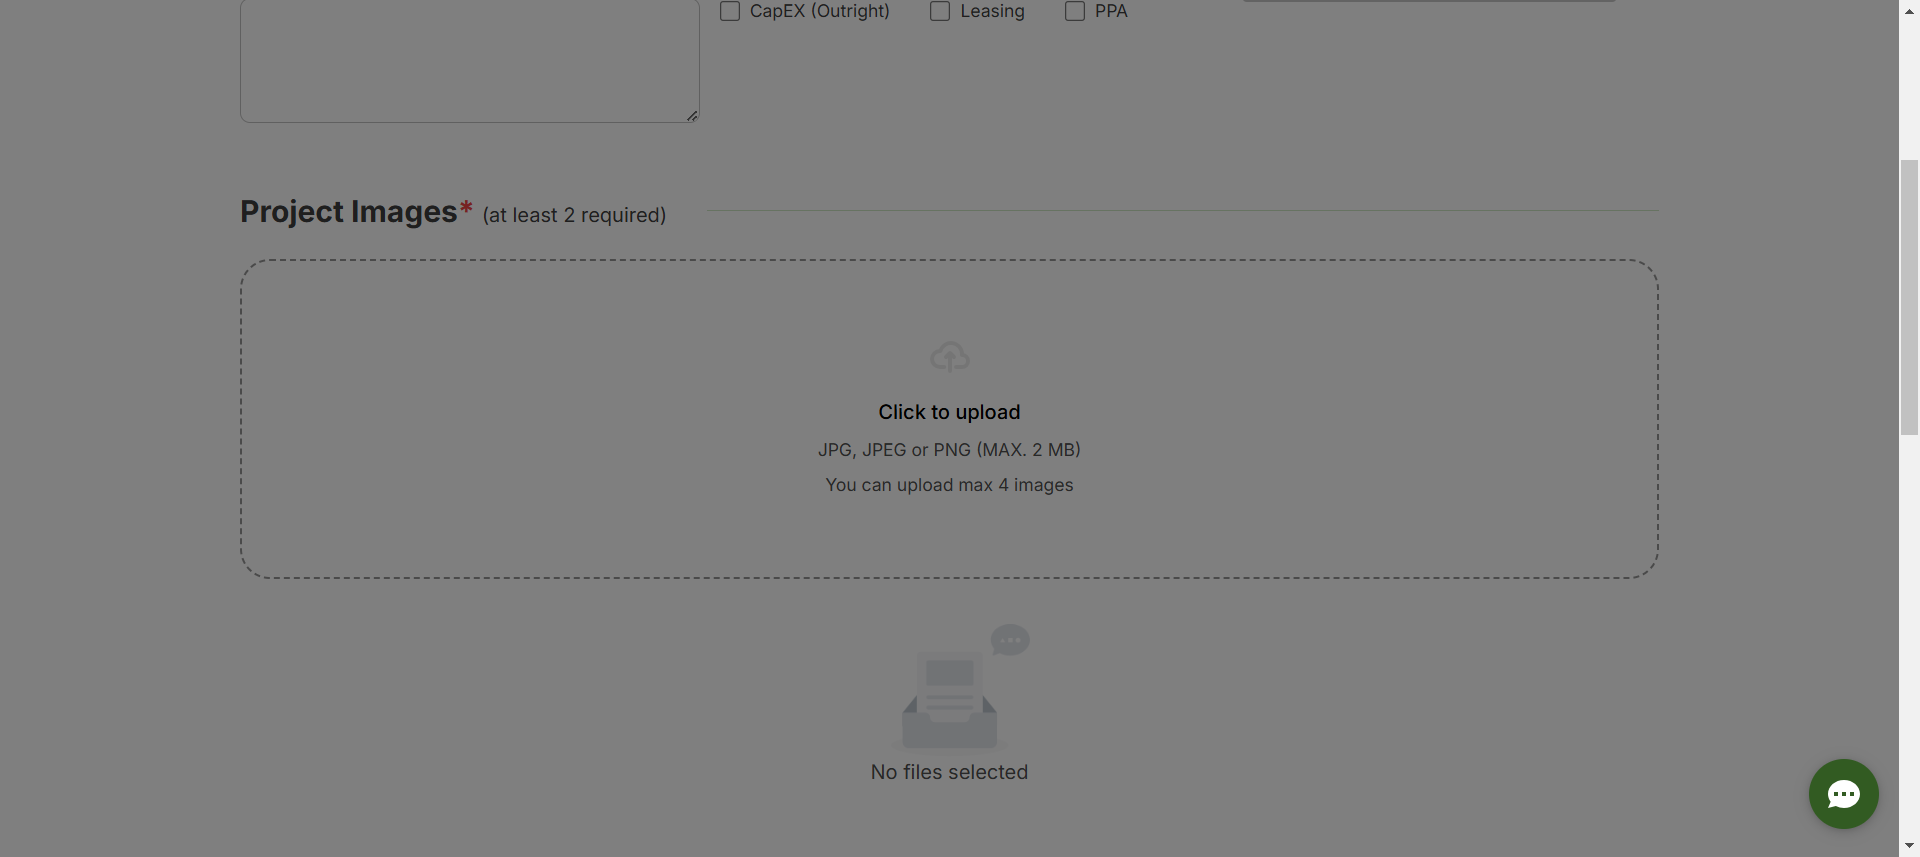 CapEX (Outright) Leasing PPA
Project Images* (at least 2 required)
Click to upload
JPG, JPEG or PNG (MAX. 2 MB)
You can upload max 4 images
No files selected